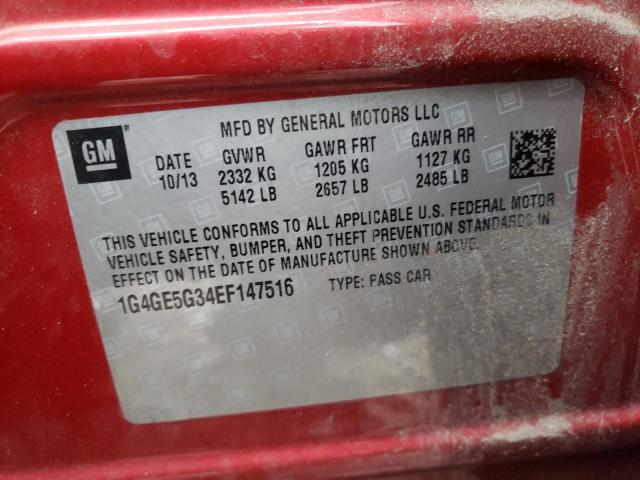 MFD BY GENERAL MOTORS LLC
GM ®
DATE GVWR GAWR FRT GAWR RR
10/13 2332 KG 1205 KG 1127 KG
5142 LB 2657 LB 2485 LB
THIS VEHICLE CONFORMS TO ALL APPLICABLE U.S. FEDERAL MOTOR
VEHICLE SAFETY, BUMPER, AND THEFT PREVENTION STANDARDS IN
EFFECT ON THE DATE OF MANUFACTURE SHOWN ABOVE.
1G4GE5G34EF147516 TYPE: PASS CAR